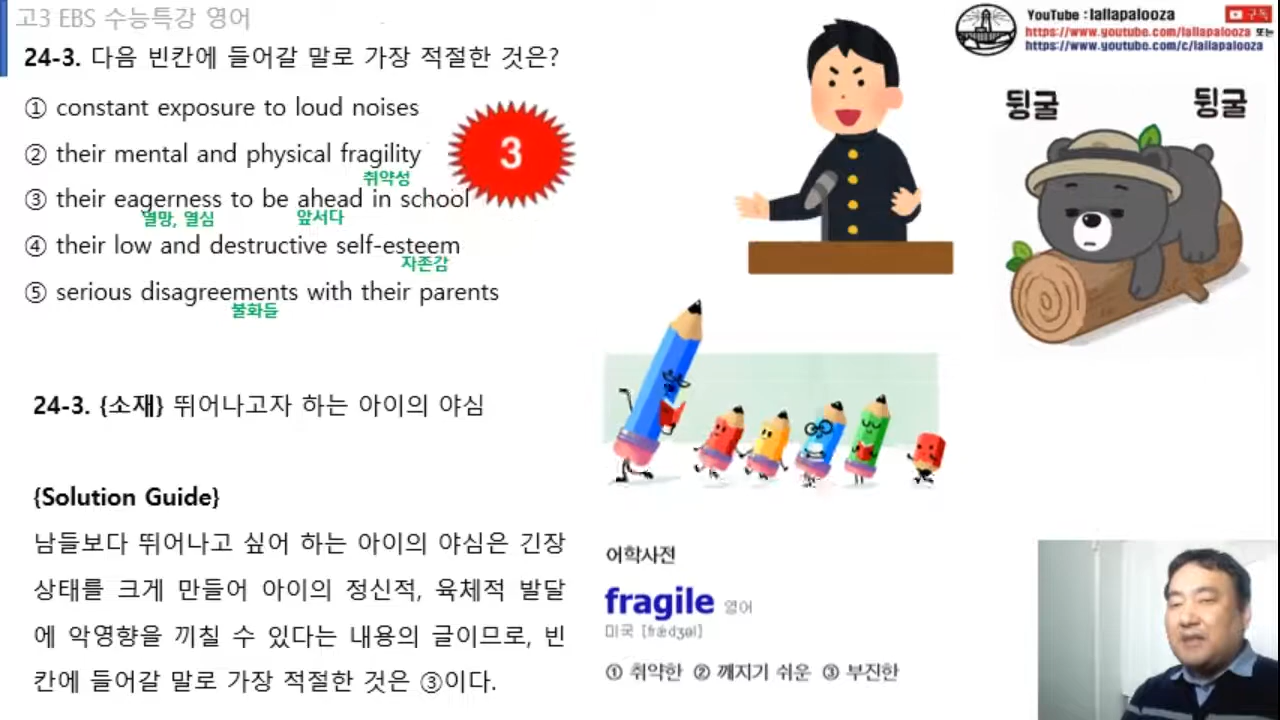 고3 EBS 수능특강 영어
24-3. 다음 빈칸에 들어갈 말로 가장 적절한 것은?
① constant exposure to loud noises
② their mental and physical fragility
취약성
③ their eagerness to be ahead in school
열망, 열심 앞서다
④ their low and destructive self-esteem
자존감
⑤ serious disagreements with their parents
불화들
3
24-3. {소재} 뛰어나고자 하는 아이의 야심
{Solution Guide}
남들보다 뛰어나고 싶어 하는 아이의 야심은 긴장
상태를 크게 만들어 아이의 정신적, 육체적 발달
에 악영향을 끼칠 수 있다는 내용의 글이므로, 빈
칸에 들어갈 말로 가장 적절한 것은 ③이다.
YouTube : lallapalooza
구독
https://www.youtube.com/lallapalooza 또는
https://www.youtube.com/c/lallapalooza
뒹굴 뒹굴
어학사전
fragile 영어
미국 [frǽdʒəl]
① 취약한 ② 깨지기 쉬운 ③ 부진한